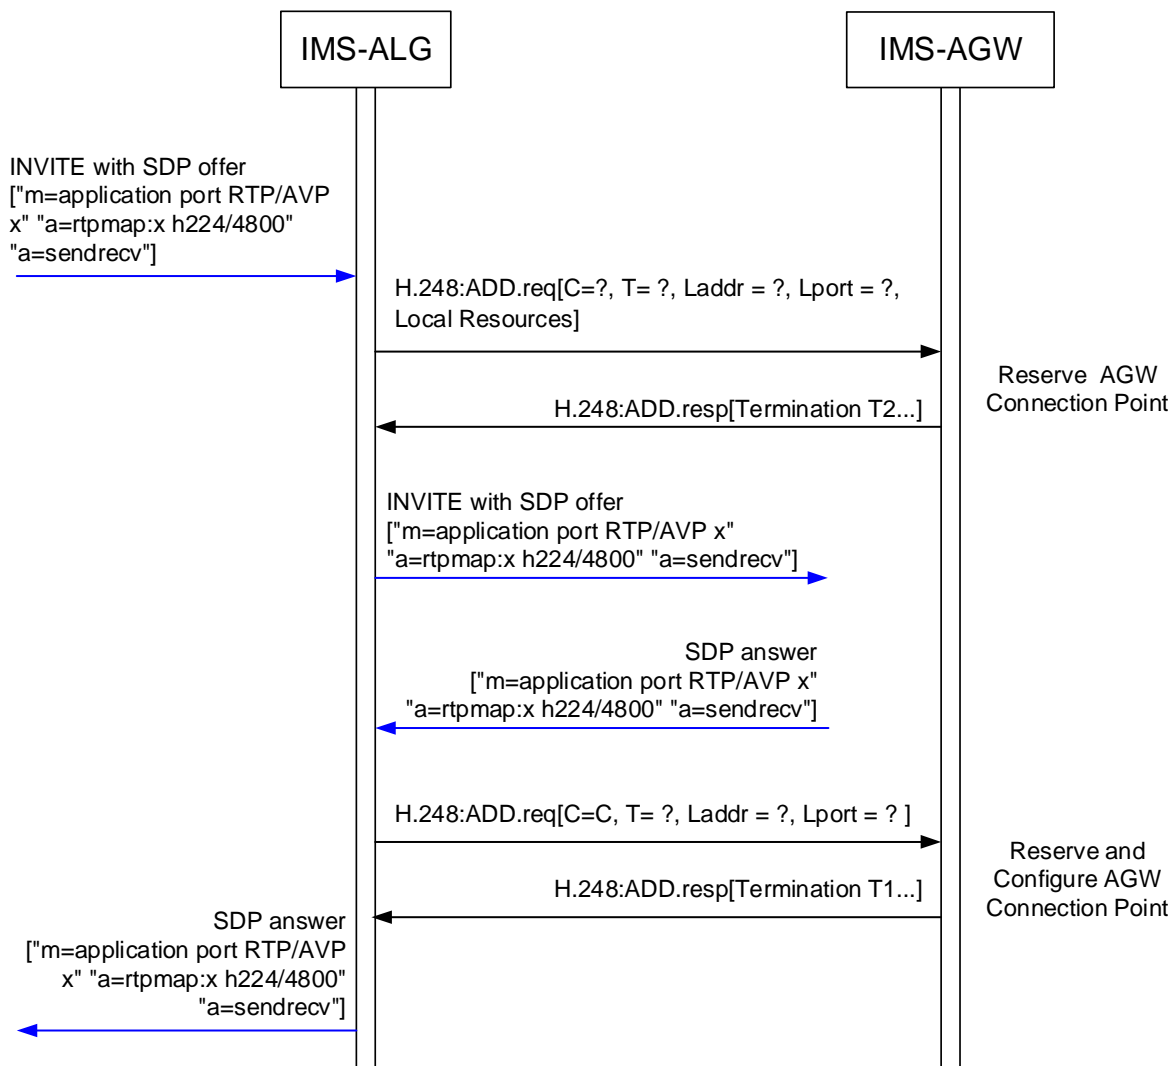 IMS-ALG
IMS-AGW
INVITE with SDP offer
["m=application port RTP/AVP
x" "a=rtpmap:x h224/4800"
"a=sendrecv"]
H.248:ADD.req[C=?, T= ?, Laddr = ?, Lport = ?,
Local Resources]
Reserve  AGW
Connection Point
H.248:ADD.resp[Termination T2...]
INVITE with SDP offer
["m=application port RTP/AVP x"
"a=rtpmap:x h224/4800" "a=sendrecv"]
SDP answer
["m=application port RTP/AVP x"
"a=rtpmap:x h224/4800" "a=sendrecv"]
H.248:ADD.req[C=C, T= ?, Laddr = ?, Lport = ? ]
Reserve and
Configure AGW
Connection Point
H.248:ADD.resp[Termination T1...]
SDP answer
["m=application port RTP/AVP
x" "a=rtpmap:x h224/4800"
"a=sendrecv"]